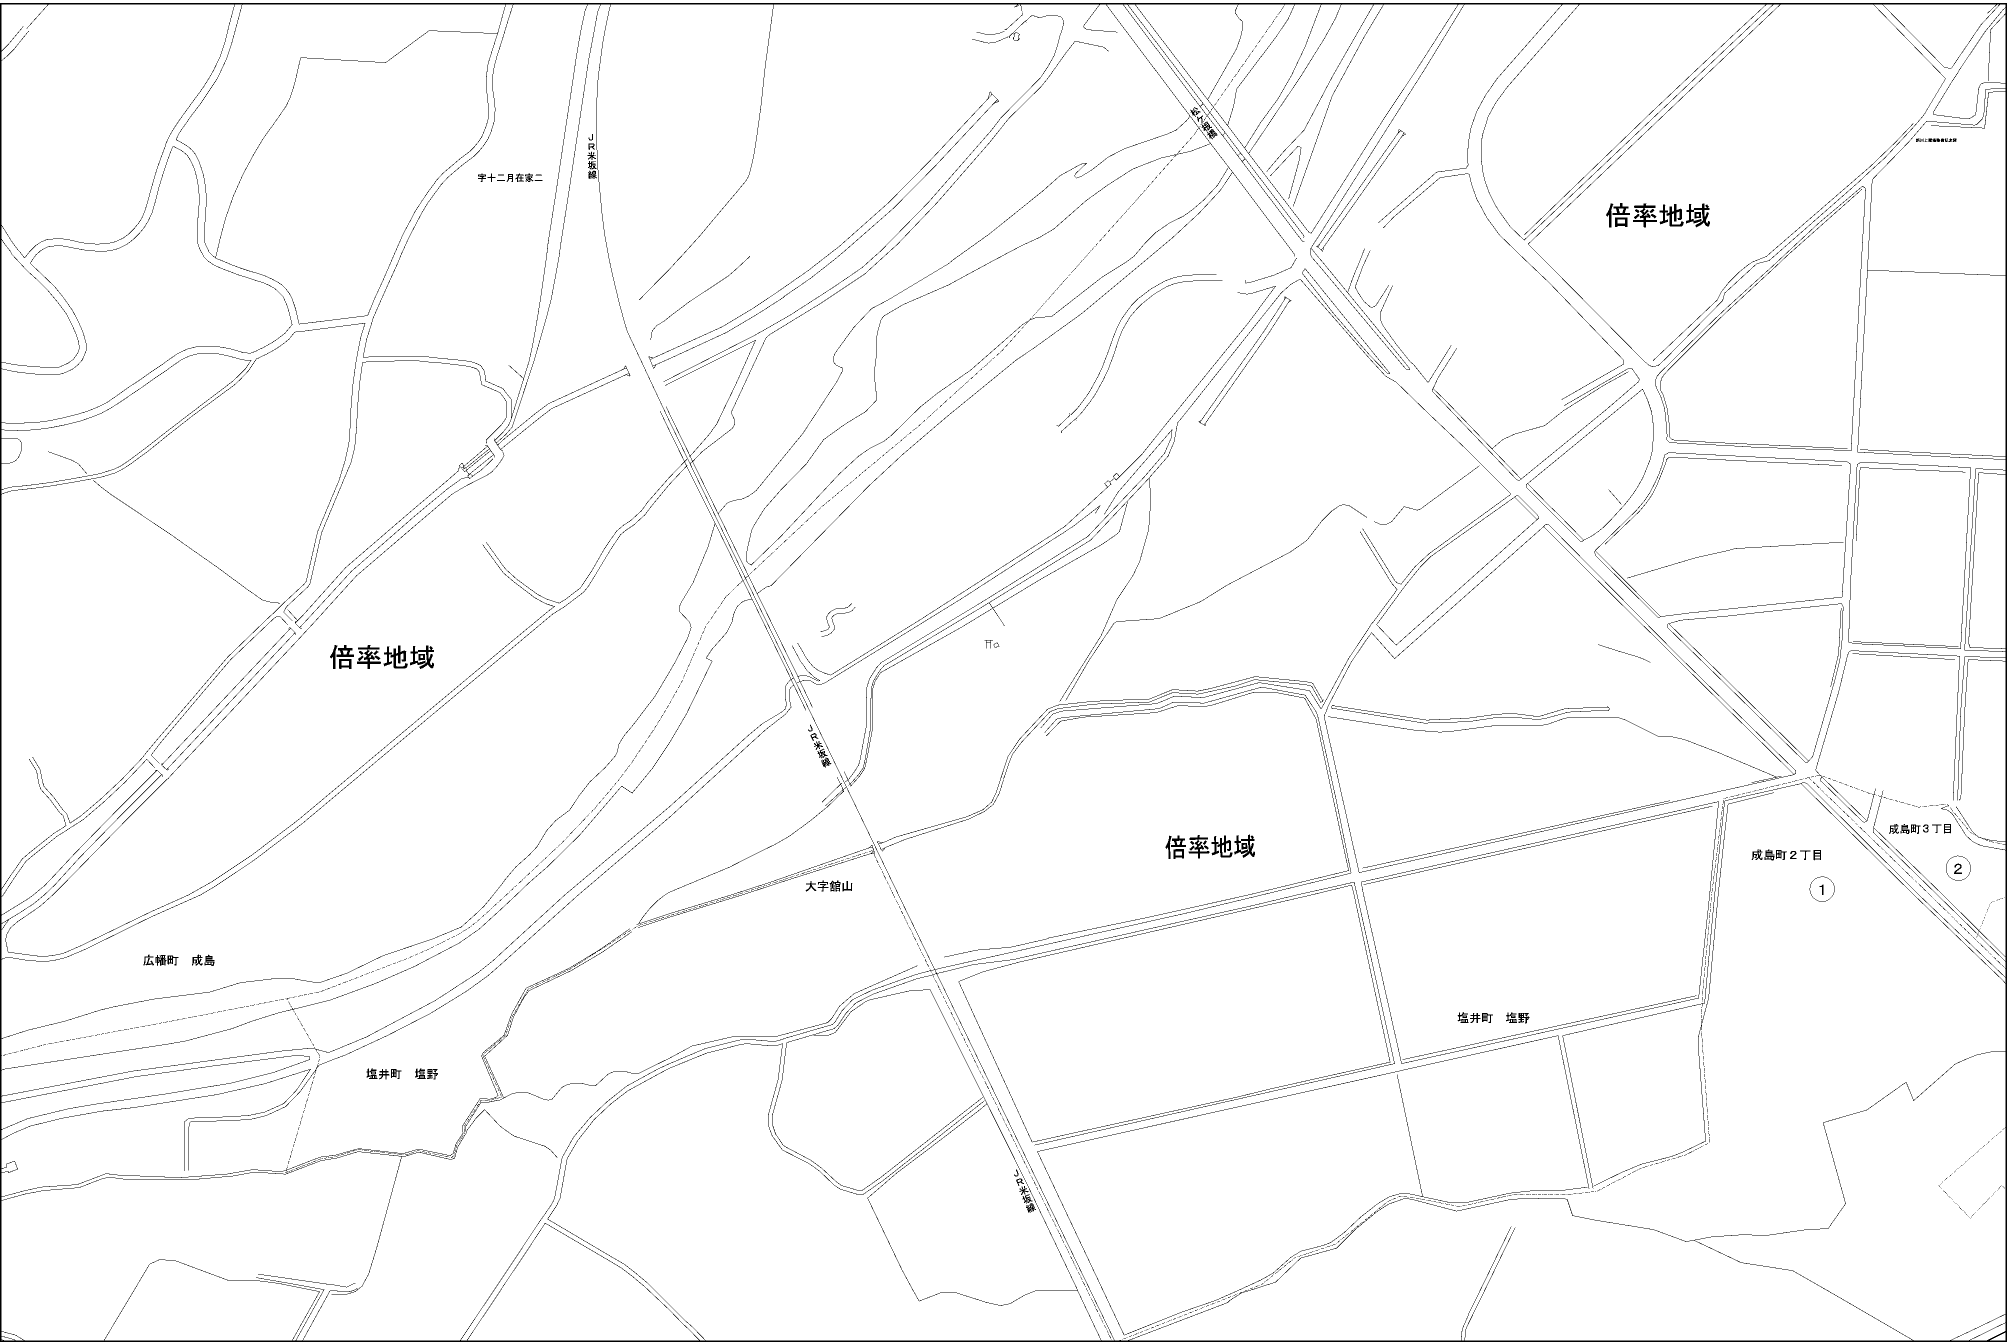 字十二月在家二
JR米坂線
倍率地域
倍率地域
JR米坂線
倍率地域
成島町3丁目
成島町2丁目
②
①
大字舘山
広幡町 成島
塩井町 塩野
塩井町 塩野
JR米坂線